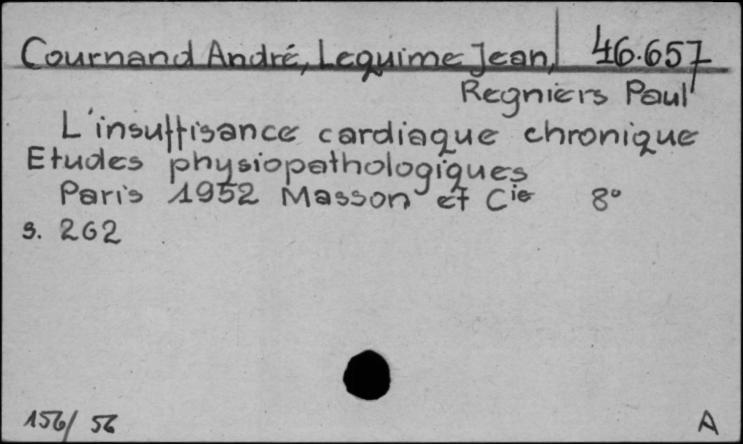 Cournand André, Lequime Jean, 46.657
Regniers Paul
L'insuffisance cardiaque chronique
Etudes physiopathologiques
Paris 1952 Masson et Cie 8°
s. 262
156/56 A